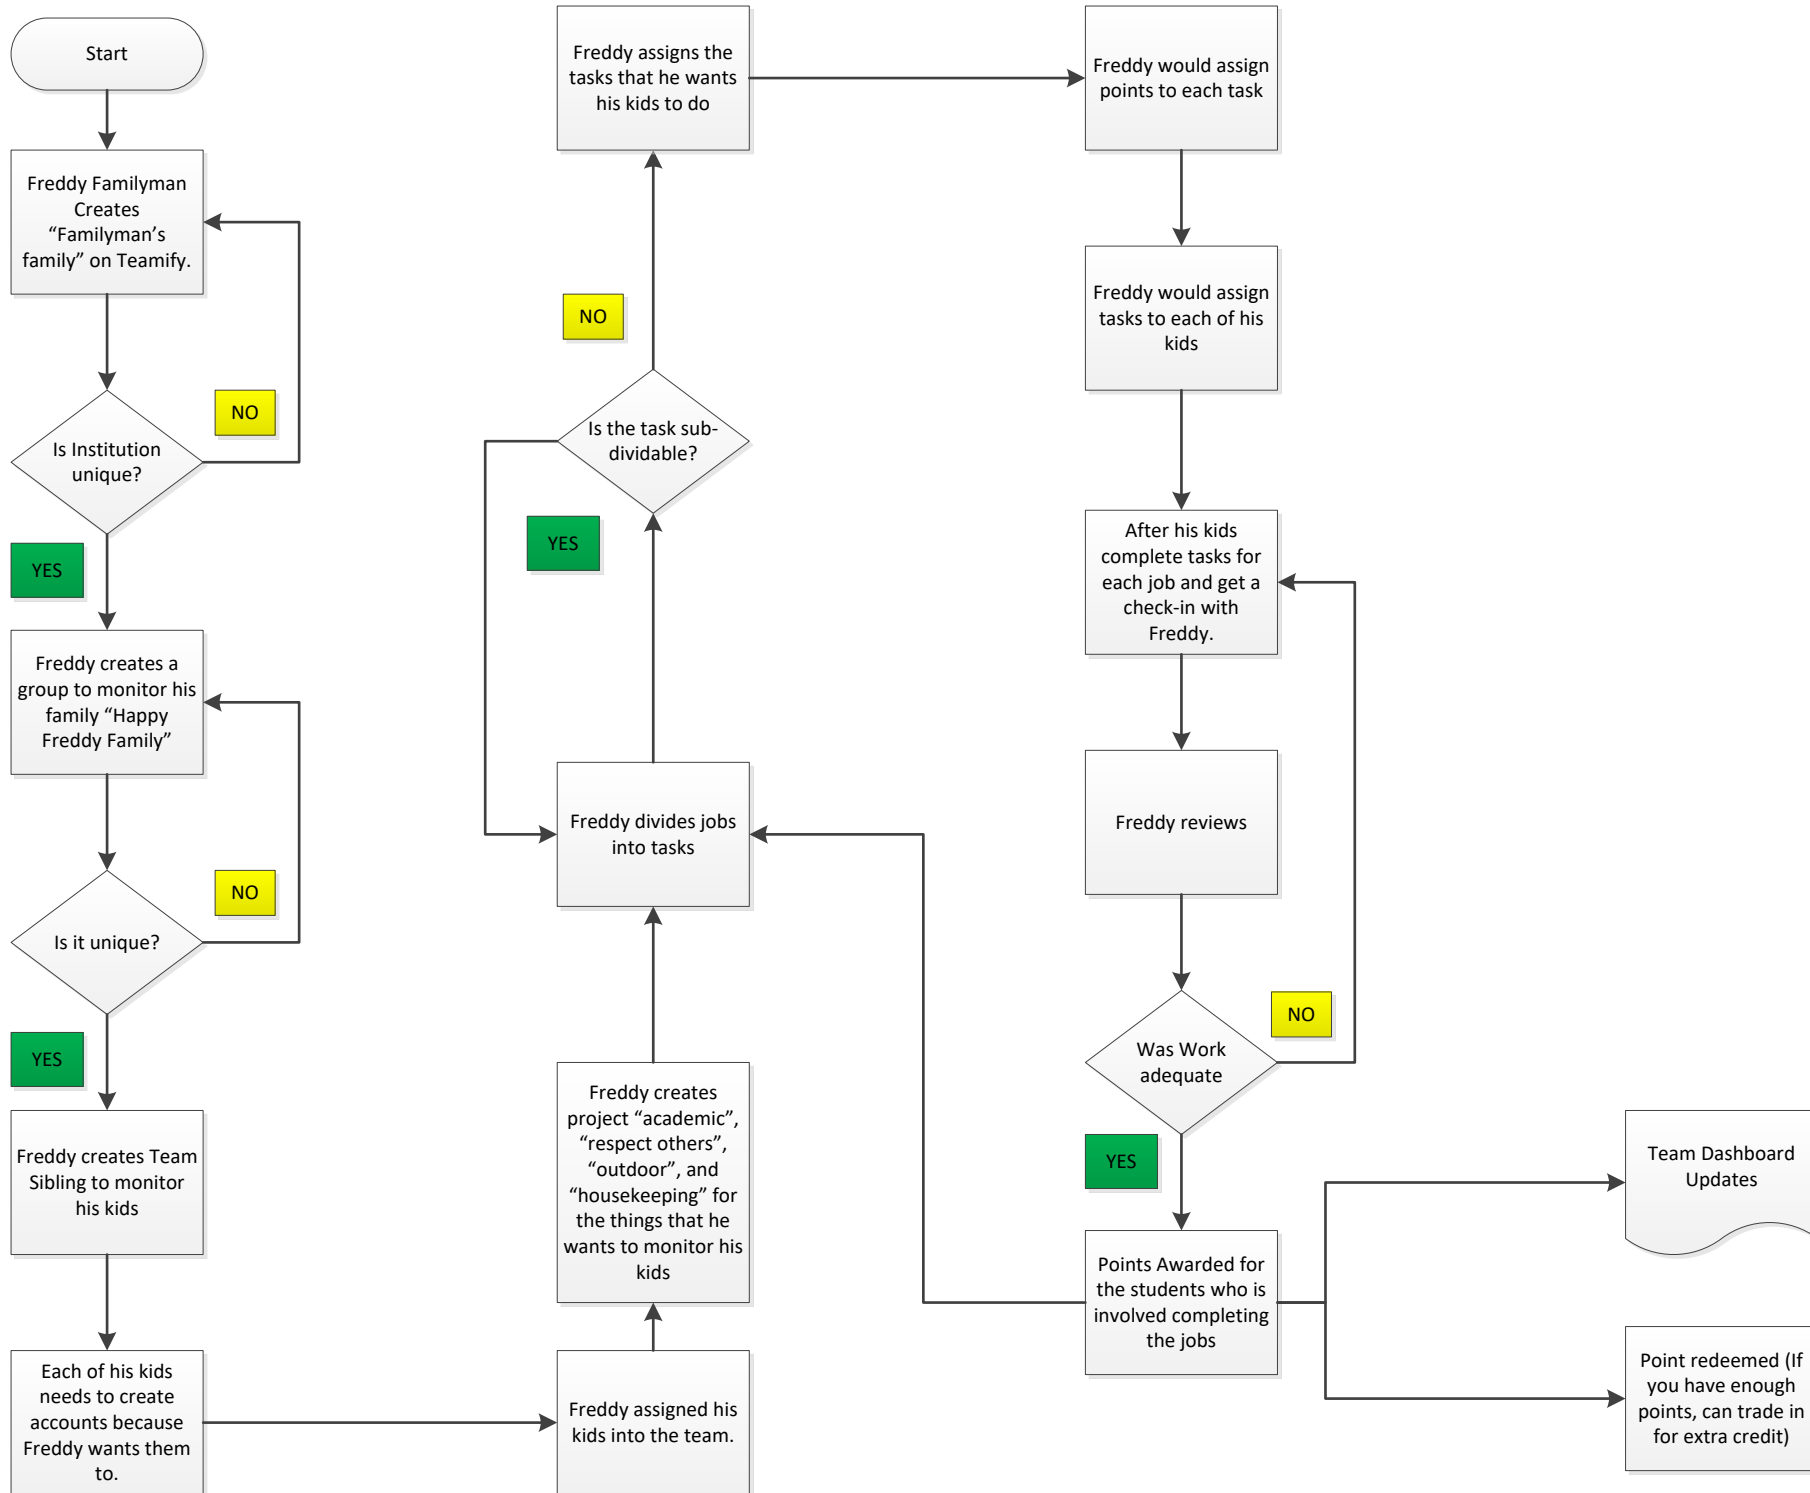 Start
Freddy Familyman
Creates
“Familyman’s
family” on Teamify.
NO
Is Institution
unique?
YES
Freddy creates a
group to monitor his
family “Happy
Freddy Family”
NO
Is it unique?
YES
Freddy creates Team
Sibling to monitor
his kids
Each of his kids
needs to create
accounts because
Freddy wants them
to.
Freddy assigned his
kids into the team.
Freddy creates
project “academic”,
“respect others”,
“outdoor”, and
“housekeeping” for
the things that he
wants to monitor his
kids
Freddy divides jobs
into tasks
YES
Is the task sub-
dividable?
NO
Freddy assigns the
tasks that he wants
his kids to do
Freddy would assign
points to each task
Freddy would assign
tasks to each of his
kids
After his kids
complete tasks for
each job and get a
check-in with
Freddy.
Freddy reviews
NO
Was Work
adequate
YES
Points Awarded for
the students who is
involved completing
the jobs
Team Dashboard
Updates
Point redeemed (If
you have enough
points, can trade in
for extra credit)